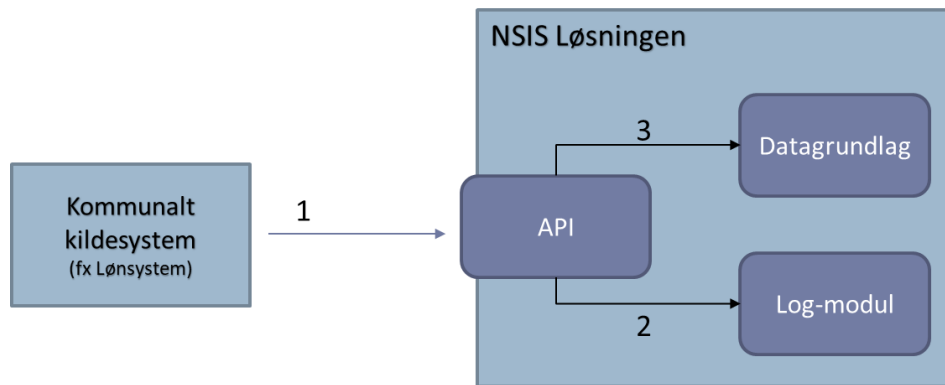 NSIS Løsningen
Kommunalt
kildesystem
(fx Lønsystem)
1
API
3
Datagrundlag
2
Log-modul